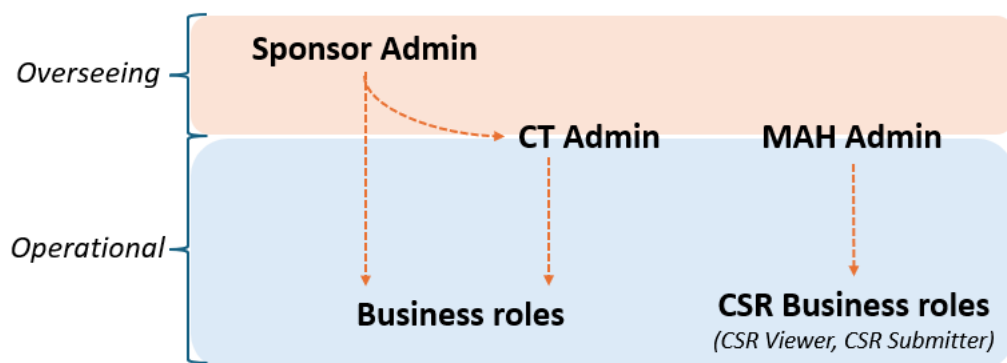 Overseeing
Sponsor Admin
CT Admin
MAH Admin
Operational
Business roles
CSR Business roles
(CSR Viewer, CSR Submitter)